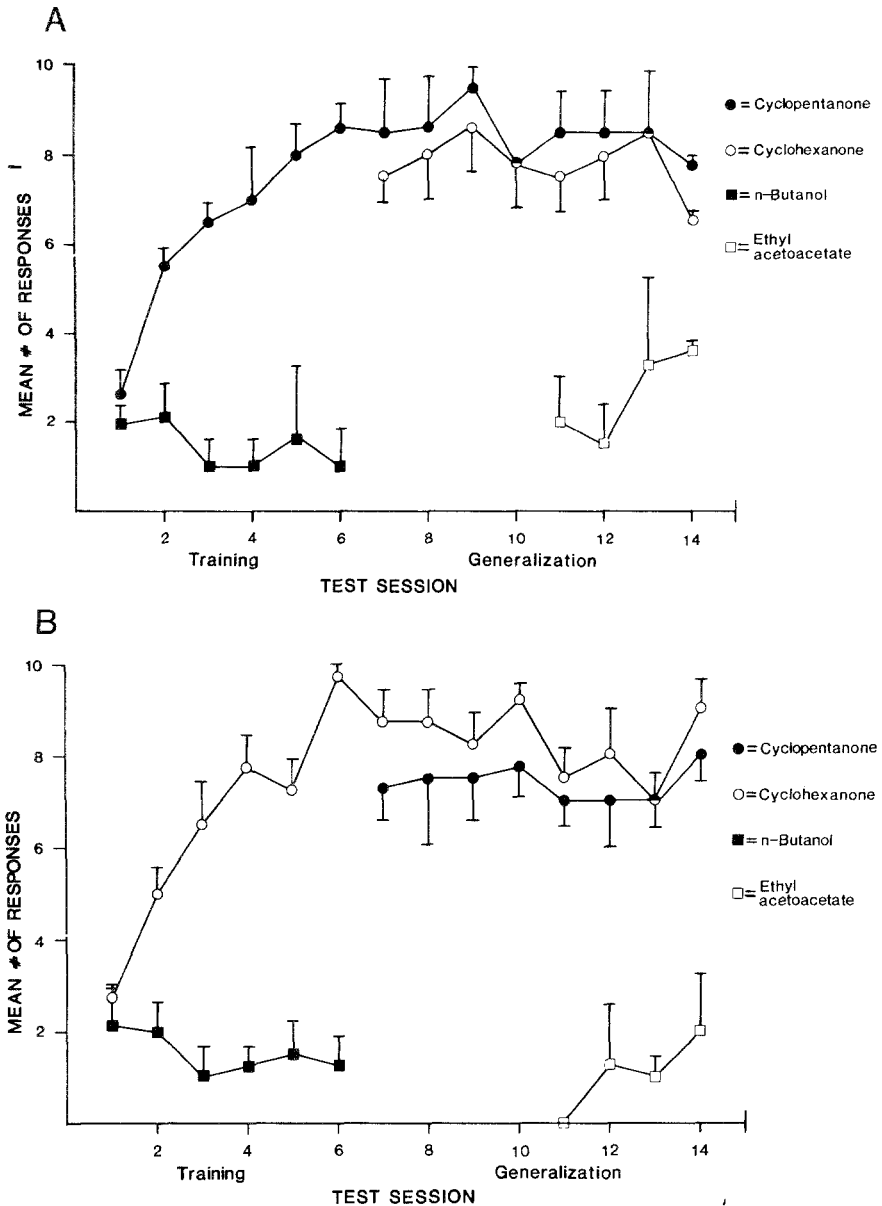 A
MEAN # OF RESPONSES
10
8
6
4
2
2 4 6 8 10 12 14
Training Generalization
TEST SESSION
●= Cyclopentanone
○= Cyclohexanone
■= n-Butanol
□= Ethyl
acetoacetate
B
MEAN # OF RESPONSES
10
8
6
4
2
2 4 6 8 10 12 14
Training Generalization
TEST SESSION
●= Cyclopentanone
○= Cyclohexanone
■= n-Butanol
□= Ethyl
acetoacetate